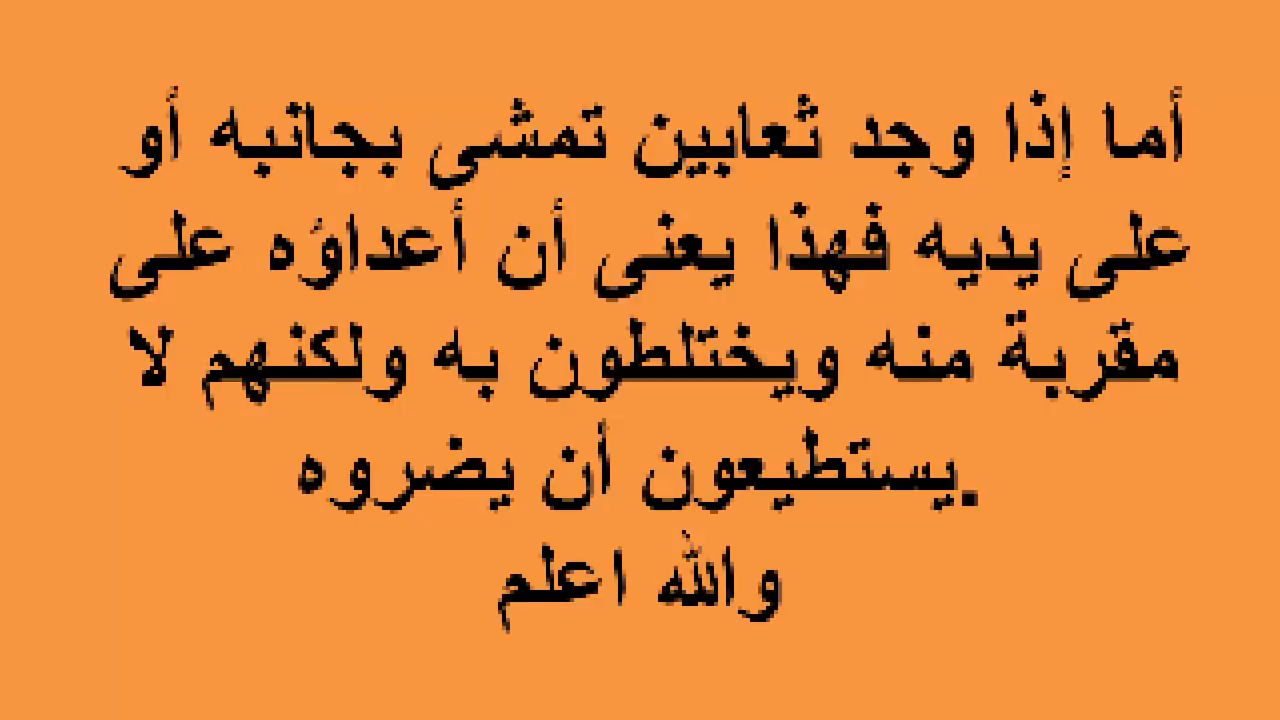 أما إذا وجد ثعابين تمشى بجانبه أو
على يديه فهذا يعنى أن أعداؤه على
مقربة منه ويختلطون به ولكنهم لا
.يستطيعون أن يضروه
والله اعلم